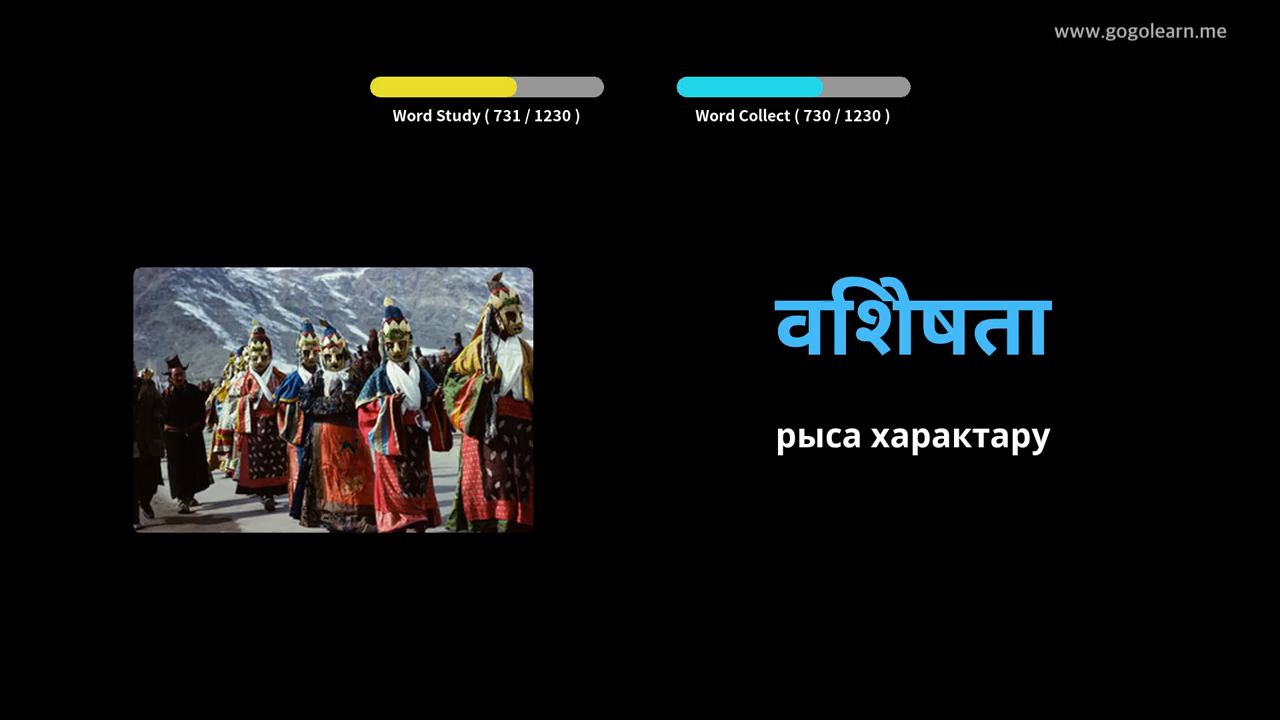 www.gogolearn.me
Word Study ( 731 / 1230 )
Word Collect ( 730 / 1230 )
वशिेषता
рыса характару